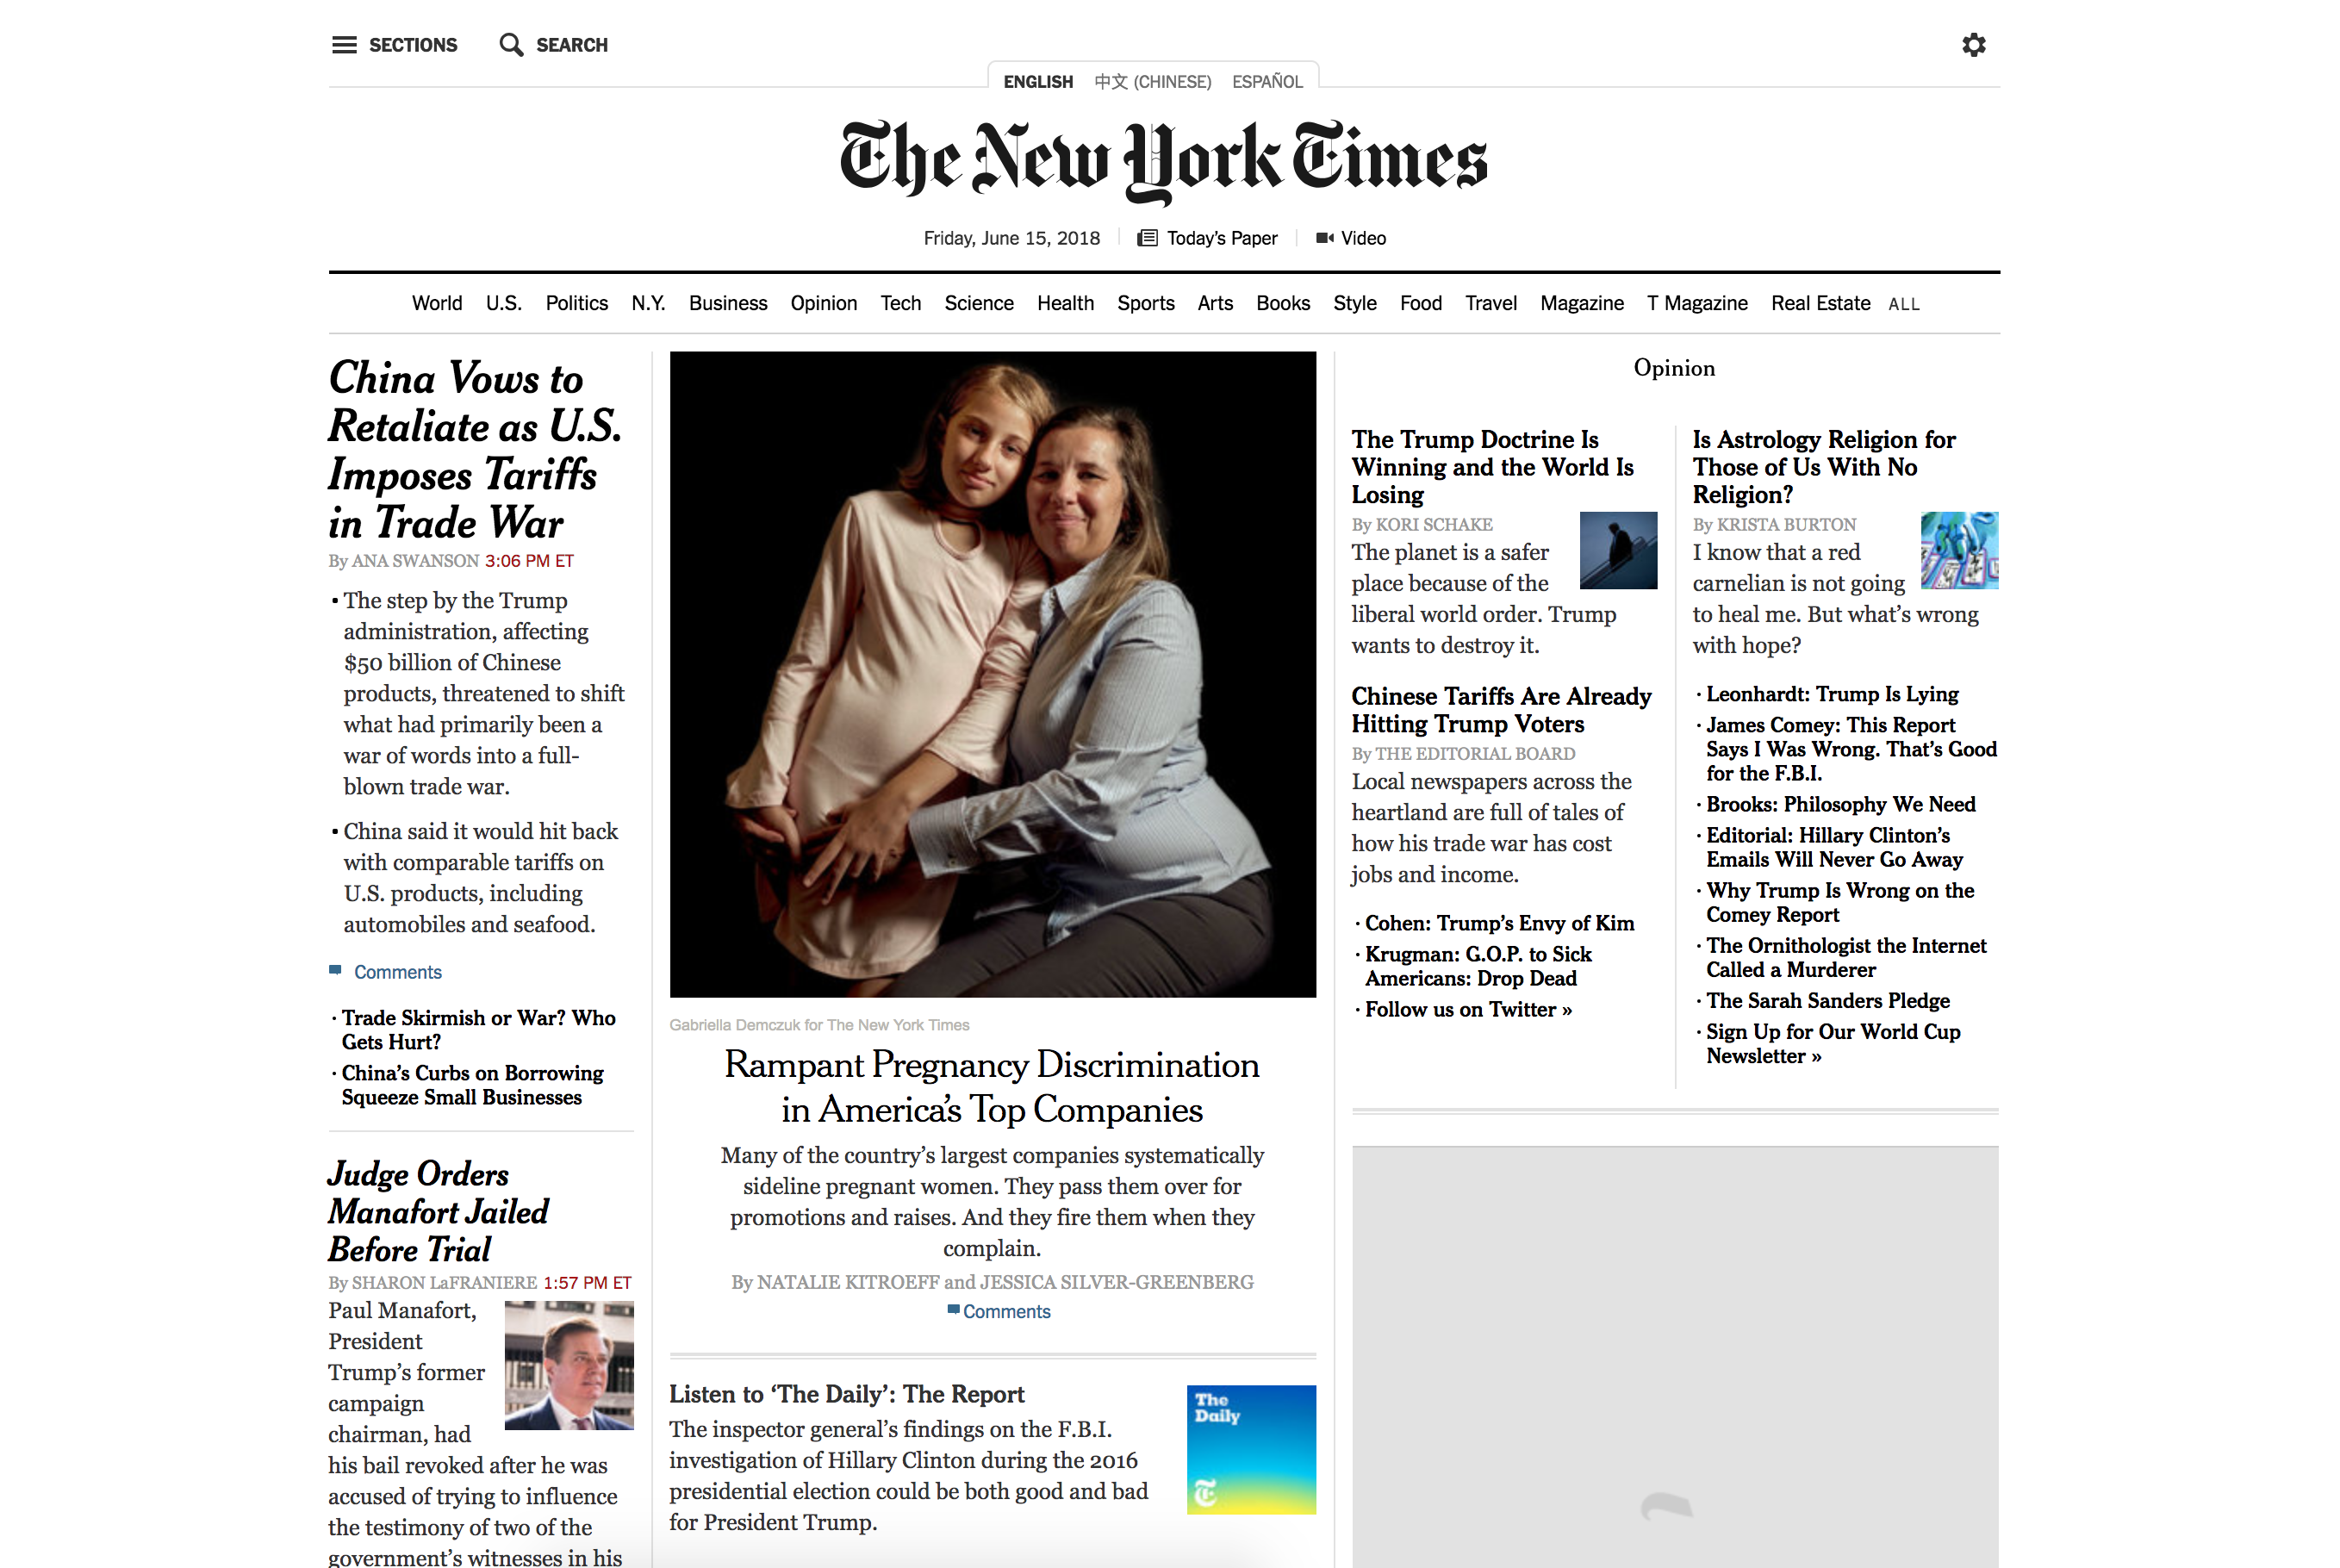 SECTIONS SEARCH
ENGLISH 中文 (CHINESE) ESPAÑOL
The New York Times
Friday, June 15, 2018 Today's Paper Video
World U.S. Politics N.Y. Business Opinion Tech Science Health Sports Arts Books Style Food Travel Magazine T Magazine Real Estate ALL
China Vows to
Retaliate as U.S.
Imposes Tariffs
in Trade War
By ANA SWANSON 3:06 PM ET
• The step by the Trump
administration, affecting
$50 billion of Chinese
products, threatened to shift
what had primarily been a
war of words into a full-
blown trade war.
• China said it would hit back
with comparable tariffs on
U.S. products, including
automobiles and seafood.
Comments
· Trade Skirmish or War? Who
Gets Hurt?
· China's Curbs on Borrowing
Squeeze Small Businesses
Judge Orders
Manafort Jailed
Before Trial
By SHARON LaFRANIERE 1:57 PM ET
Paul Manafort,
President
Trump's former
campaign
chairman, had
his bail revoked after he was
accused of trying to influence
the testimony of two of the
government's witnesses in his
Gabriella Demczuk for The New York Times
Rampant Pregnancy Discrimination
in America's Top Companies
Many of the country's largest companies systematically
sideline pregnant women. They pass them over for
promotions and raises. And they fire them when they
complain.
By NATALIE KITROEFF and JESSICA SILVER-GREENBERG
Comments
Listen to 'The Daily': The Report
The inspector general's findings on the F.B.I.
investigation of Hillary Clinton during the 2016
presidential election could be both good and bad
for President Trump.
The
Daily
T
Opinion
The Trump Doctrine Is
Winning and the World Is
Losing
By KORI SCHAKE
The planet is a safer
place because of the
liberal world order. Trump
wants to destroy it.
Chinese Tariffs Are Already
Hitting Trump Voters
By THE EDITORIAL BOARD
Local newspapers across the
heartland are full of tales of
how his trade war has cost
jobs and income.
· Cohen: Trump's Envy of Kim
· Krugman: G.O.P. to Sick
Americans: Drop Dead
· Follow us on Twitter »
Is Astrology Religion for
Those of Us With No
Religion?
By KRISTA BURTON
I know that a red
carnelian is not going
to heal me. But what's wrong
with hope?
· Leonhardt: Trump Is Lying
· James Comey: This Report
Says I Was Wrong. That's Good
for the F.B.I.
· Brooks: Philosophy We Need
· Editorial: Hillary Clinton's
Emails Will Never Go Away
· Why Trump Is Wrong on the
Comey Report
· The Ornithologist the Internet
Called a Murderer
· The Sarah Sanders Pledge
· Sign Up for Our World Cup
Newsletter »